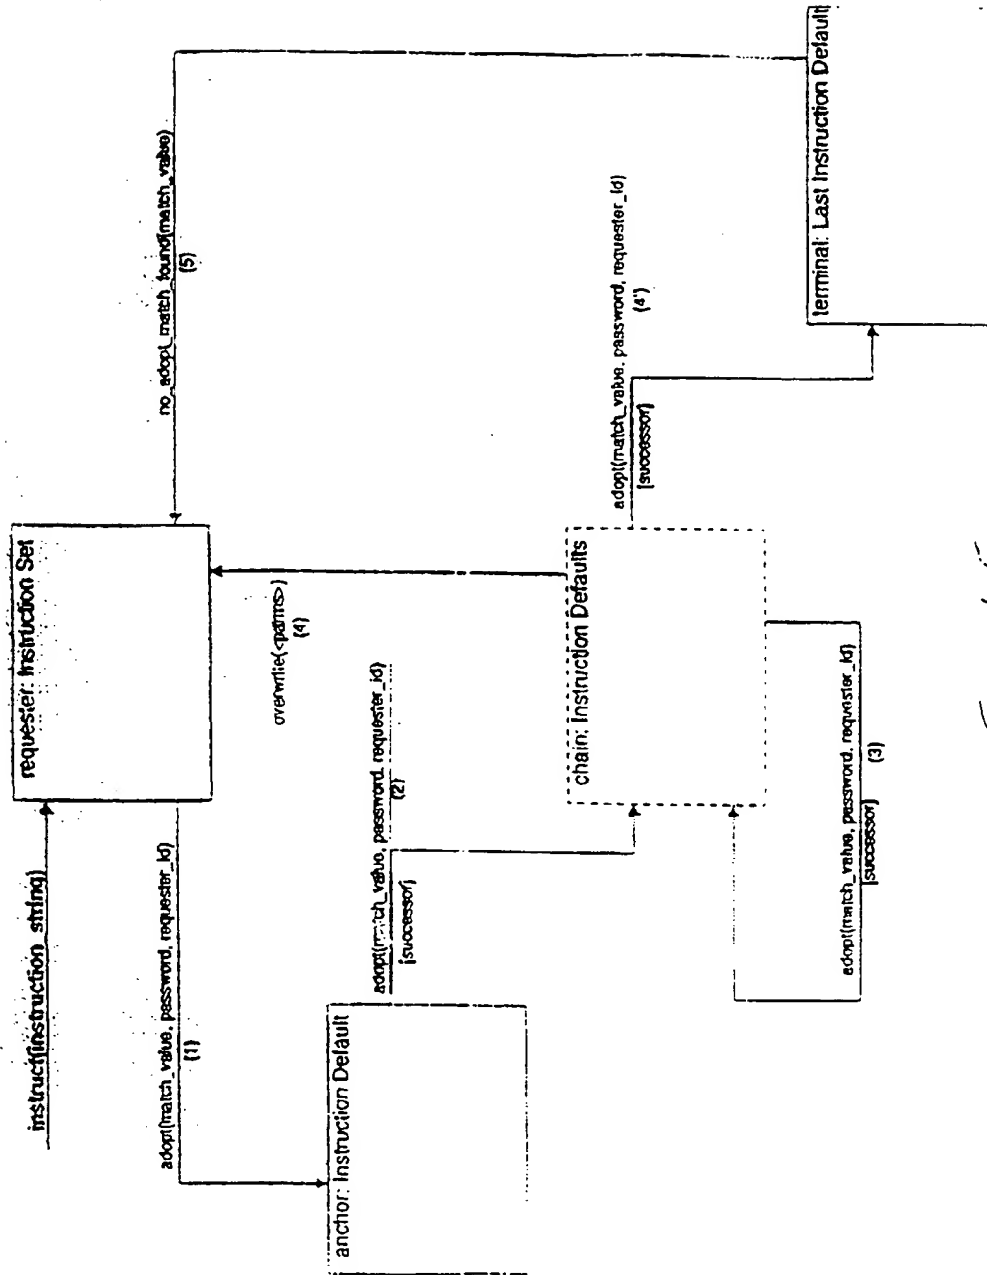 instruct(instruction_string)
requester: Instruction Set
adopt(match_value, password, requester_id)
(1)
no_adopt_match_found(match_value)
(5)
overwrite(<parms>)
(4)
anchor: Instruction Default
adopt(match_value, password, requester_id)
(2)
[successor]
chain: Instruction Defaults
adopt(match_value, password, requester_id)
(4')
[successor]
adopt(match_value, password, requester_id)
(3)
[successor]
terminal: Last Instruction Default